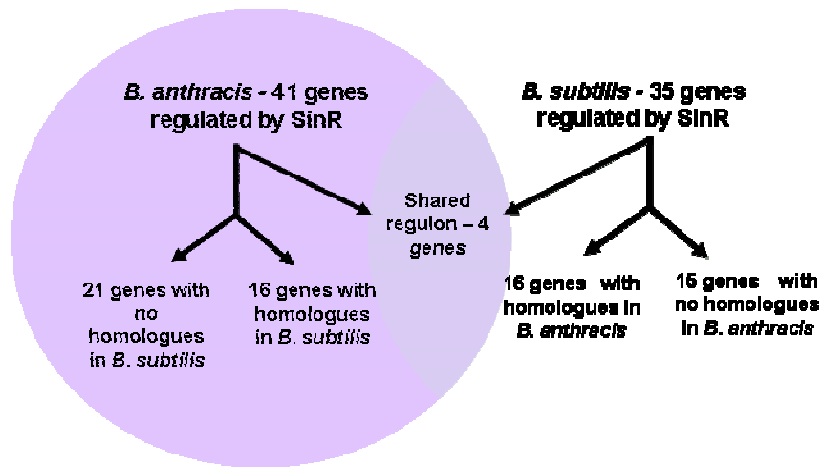 B. anthracis - 41 genes
regulated by SinR
B. subtilis - 35 genes
regulated by SinR
Shared
regulon – 4
genes
21 genes with
no
homologues
in B. subtilis
16 genes with
homologues
in B. subtilis
16 genes with
homologues in
B. anthracis
15 genes with
no homologues
in B. anthracis